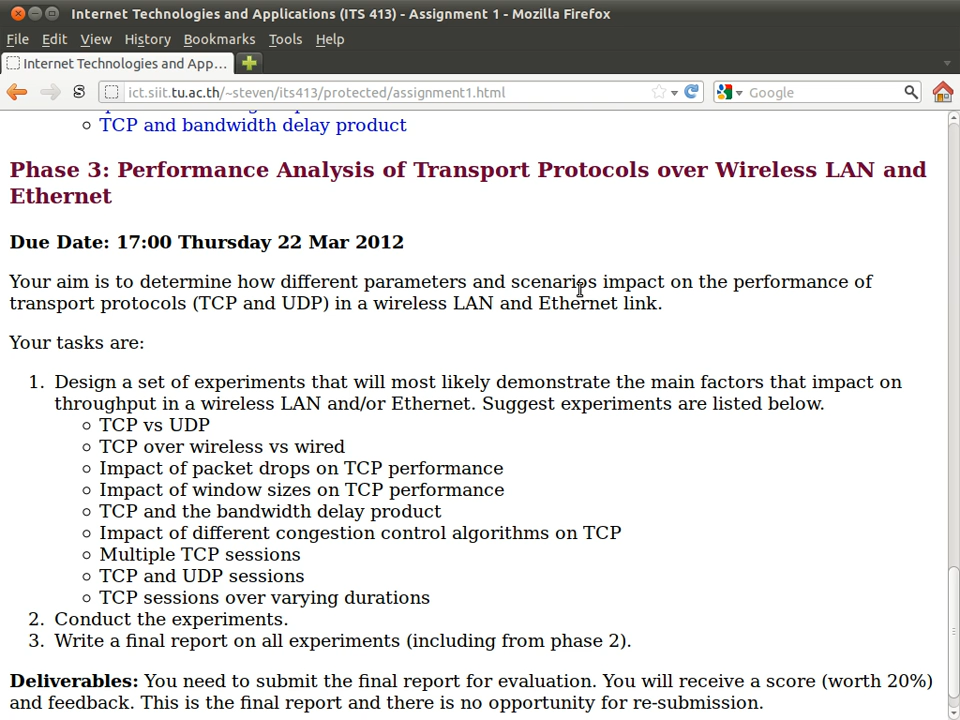 Internet Technologies and Applications (ITS 413) - Assignment 1 - Mozilla Firefox
File Edit View History Bookmarks Tools Help
Internet Technologies and App...
ict.siit.tu.ac.th/~steven/its413/protected/assignment1.html
Google
TCP and bandwidth delay product
Phase 3: Performance Analysis of Transport Protocols over Wireless LAN and
Ethernet
Due Date: 17:00 Thursday 22 Mar 2012
Your aim is to determine how different parameters and scenarios impact on the performance of
transport protocols (TCP and UDP) in a wireless LAN and Ethernet link.
Your tasks are:
1. Design a set of experiments that will most likely demonstrate the main factors that impact on
throughput in a wireless LAN and/or Ethernet. Suggest experiments are listed below.
TCP vs UDP
TCP over wireless vs wired
Impact of packet drops on TCP performance
Impact of window sizes on TCP performance
TCP and the bandwidth delay product
Impact of different congestion control algorithms on TCP
Multiple TCP sessions
TCP and UDP sessions
TCP sessions over varying durations
2. Conduct the experiments.
3. Write a final report on all experiments (including from phase 2).
Deliverables: You need to submit the final report for evaluation. You will receive a score (worth 20%)
and feedback. This is the final report and there is no opportunity for re-submission.